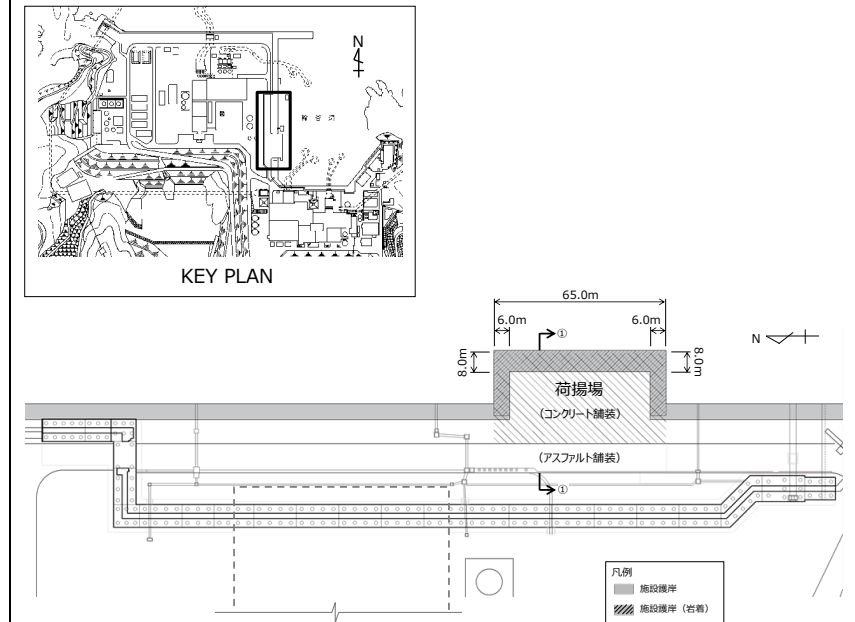 N
KEY PLAN
65.0m
6.0m
①
6.0m
8.0m
8.0m
N
荷揚場
(コンクリート舗装)
(アスファルト舗装)
①
凡例
施設護岸
施設護岸（岩着）